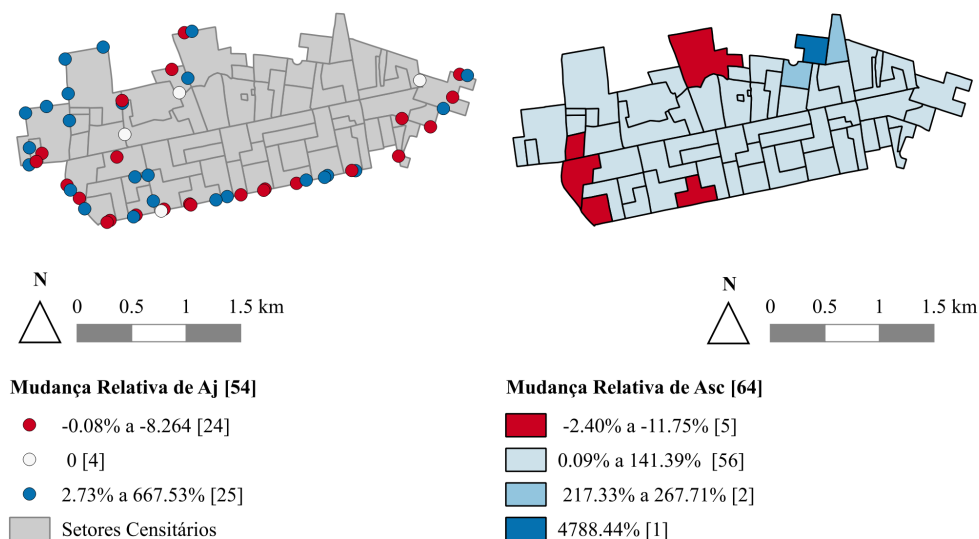 N
0 0.5 1 1.5 km
N
0 0.5 1 1.5 km
Mudança Relativa de Aj [54]
-0.08% a -8.264 [24]
0 [4]
2.73% a 667.53% [25]
Setores Censitários
Mudança Relativa de Asc [64]
-2.40% a -11.75% [5]
0.09% a 141.39% [56]
217.33% a 267.71% [2]
4788.44% [1]